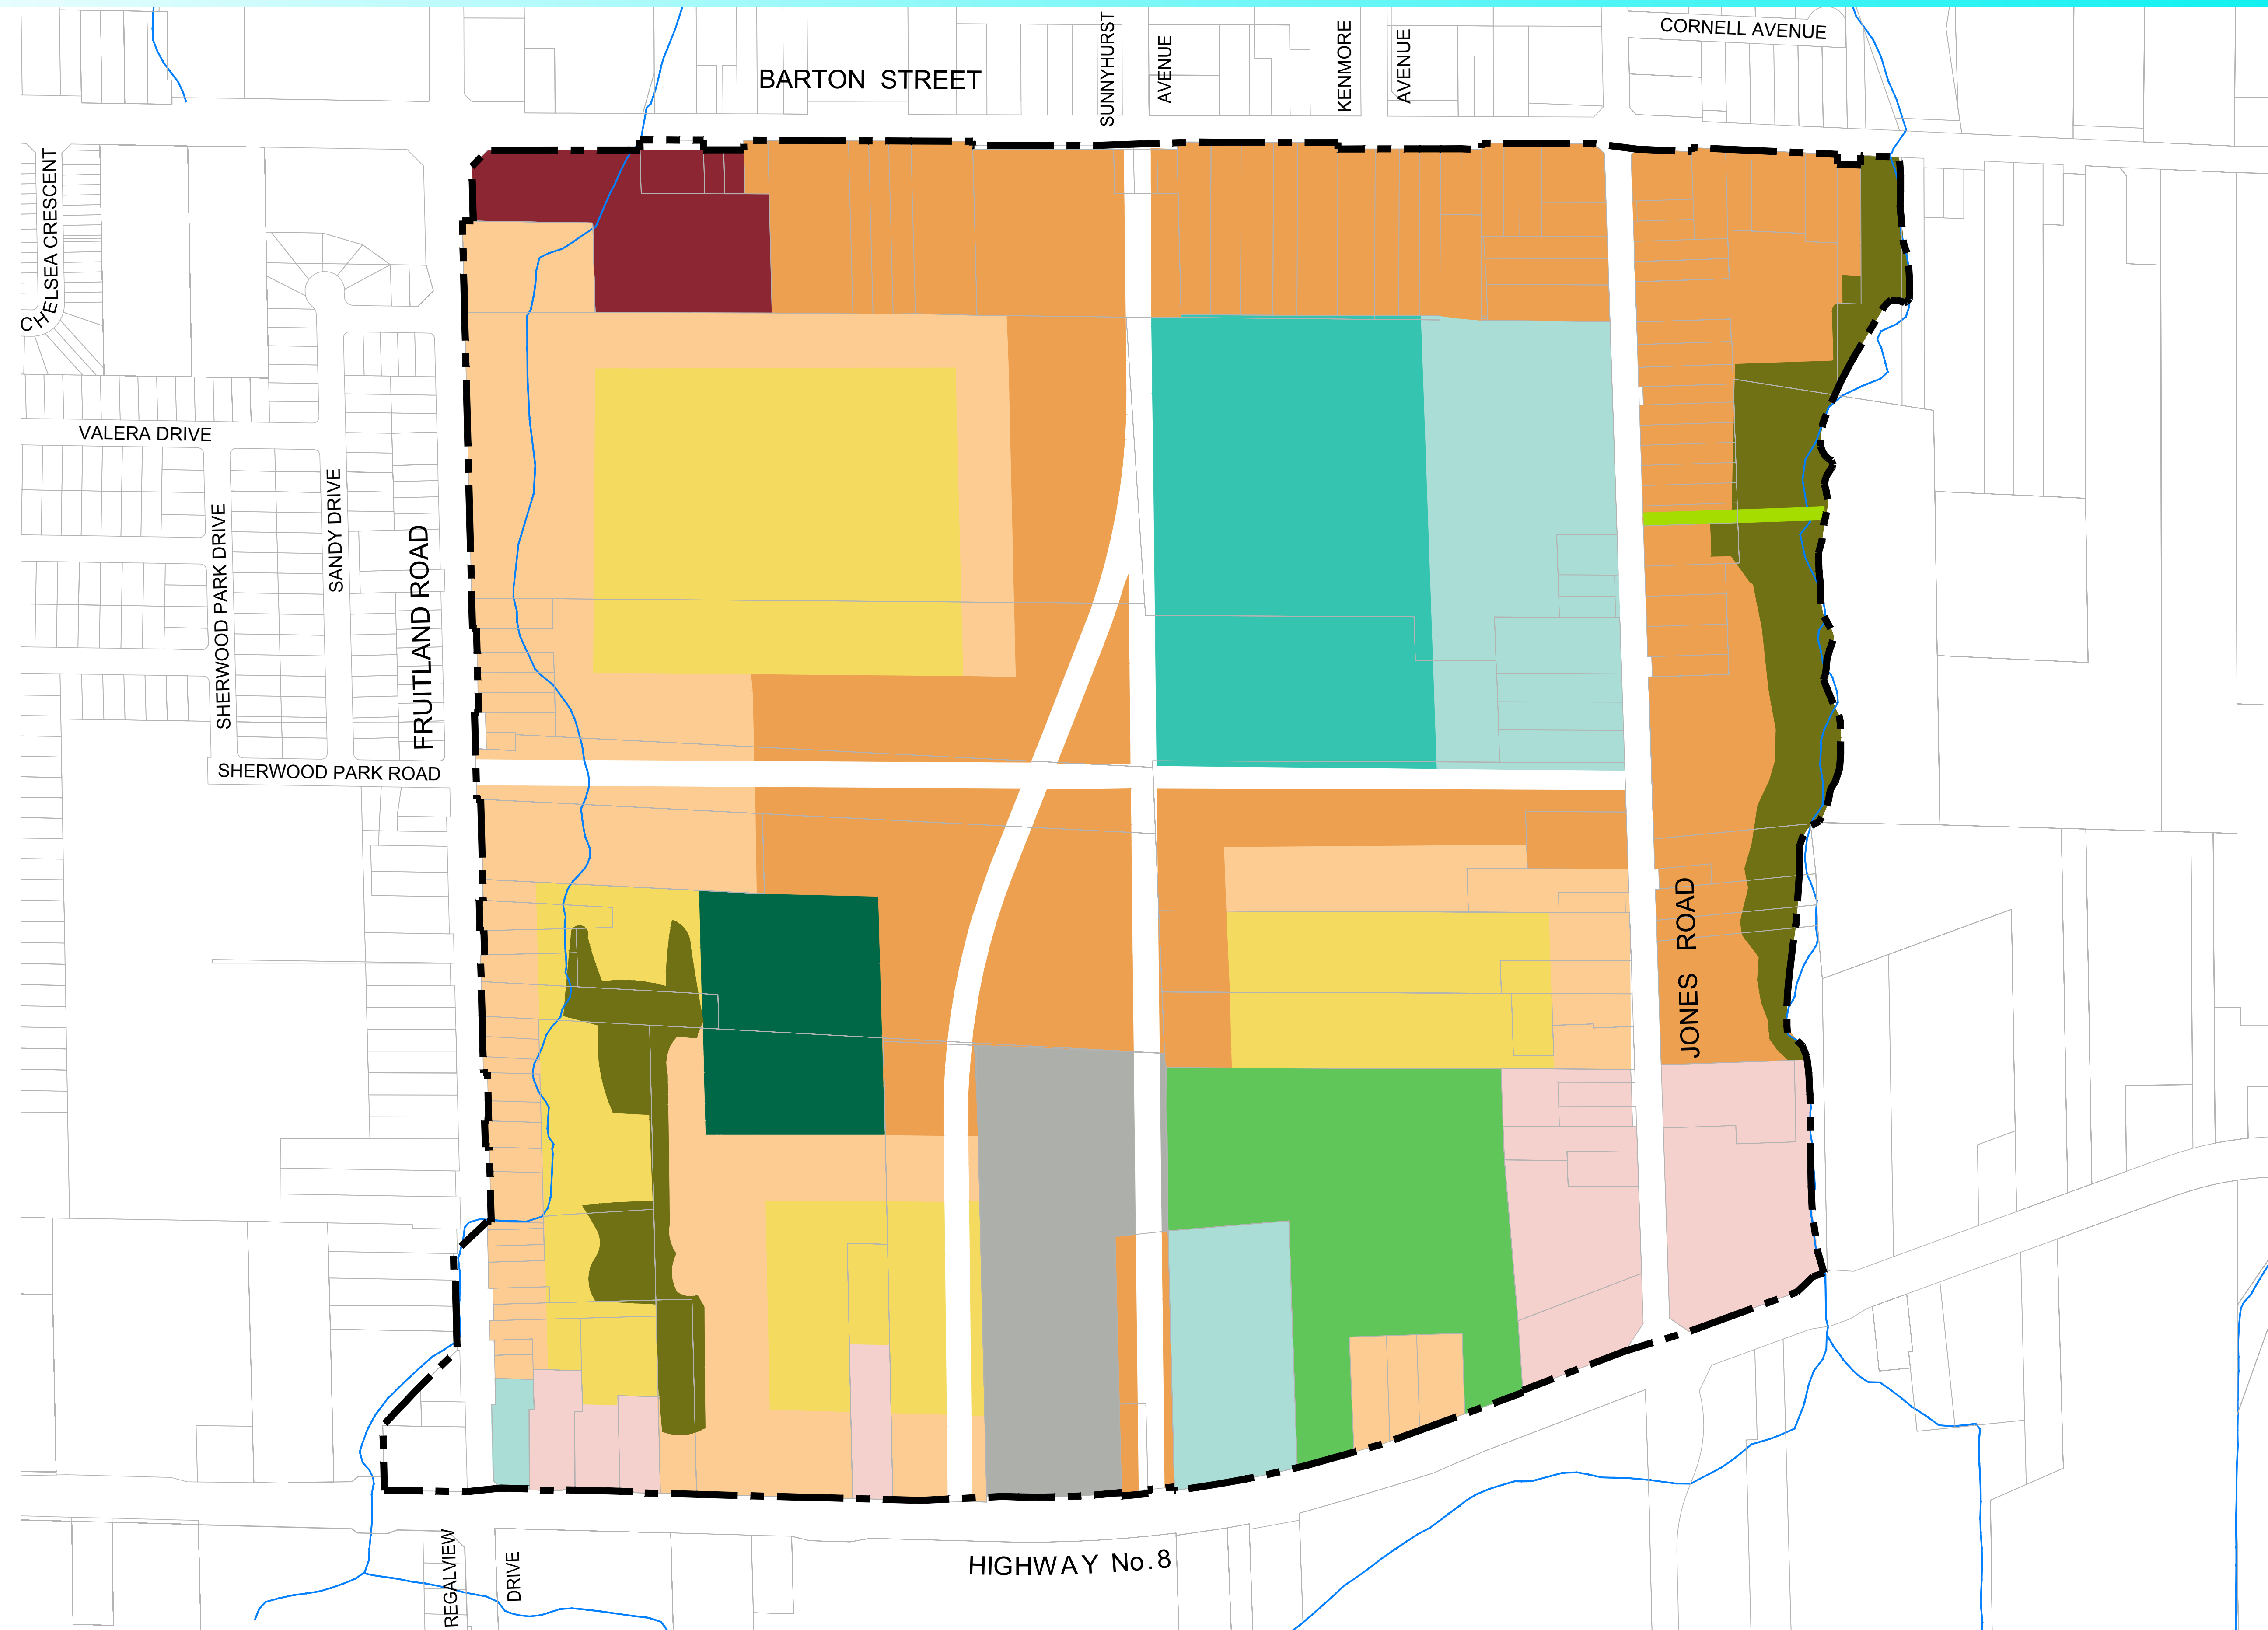 CORNELL AVENUE
BARTON STREET
SUNNYHURST
AVENUE
KENMORE
AVENUE
CHELSEA CRESCENT
VALERA DRIVE
SHERWOOD PARK DRIVE
SANDY DRIVE
FRUITLAND ROAD
SHERWOOD PARK ROAD
JONES ROAD
HIGHWAY No. 8
REGALVIEW
DRIVE